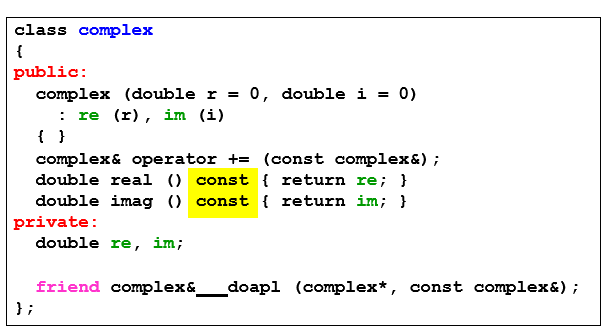 class complex
{
public:
  complex (double r = 0, double i = 0)
    : re (r), im (i)
  { }
  complex& operator += (const complex&);
  double real () const { return re; }
  double imag () const { return im; }
private:
  double re, im;

  friend complex& __doapl (complex*, const complex&);
};